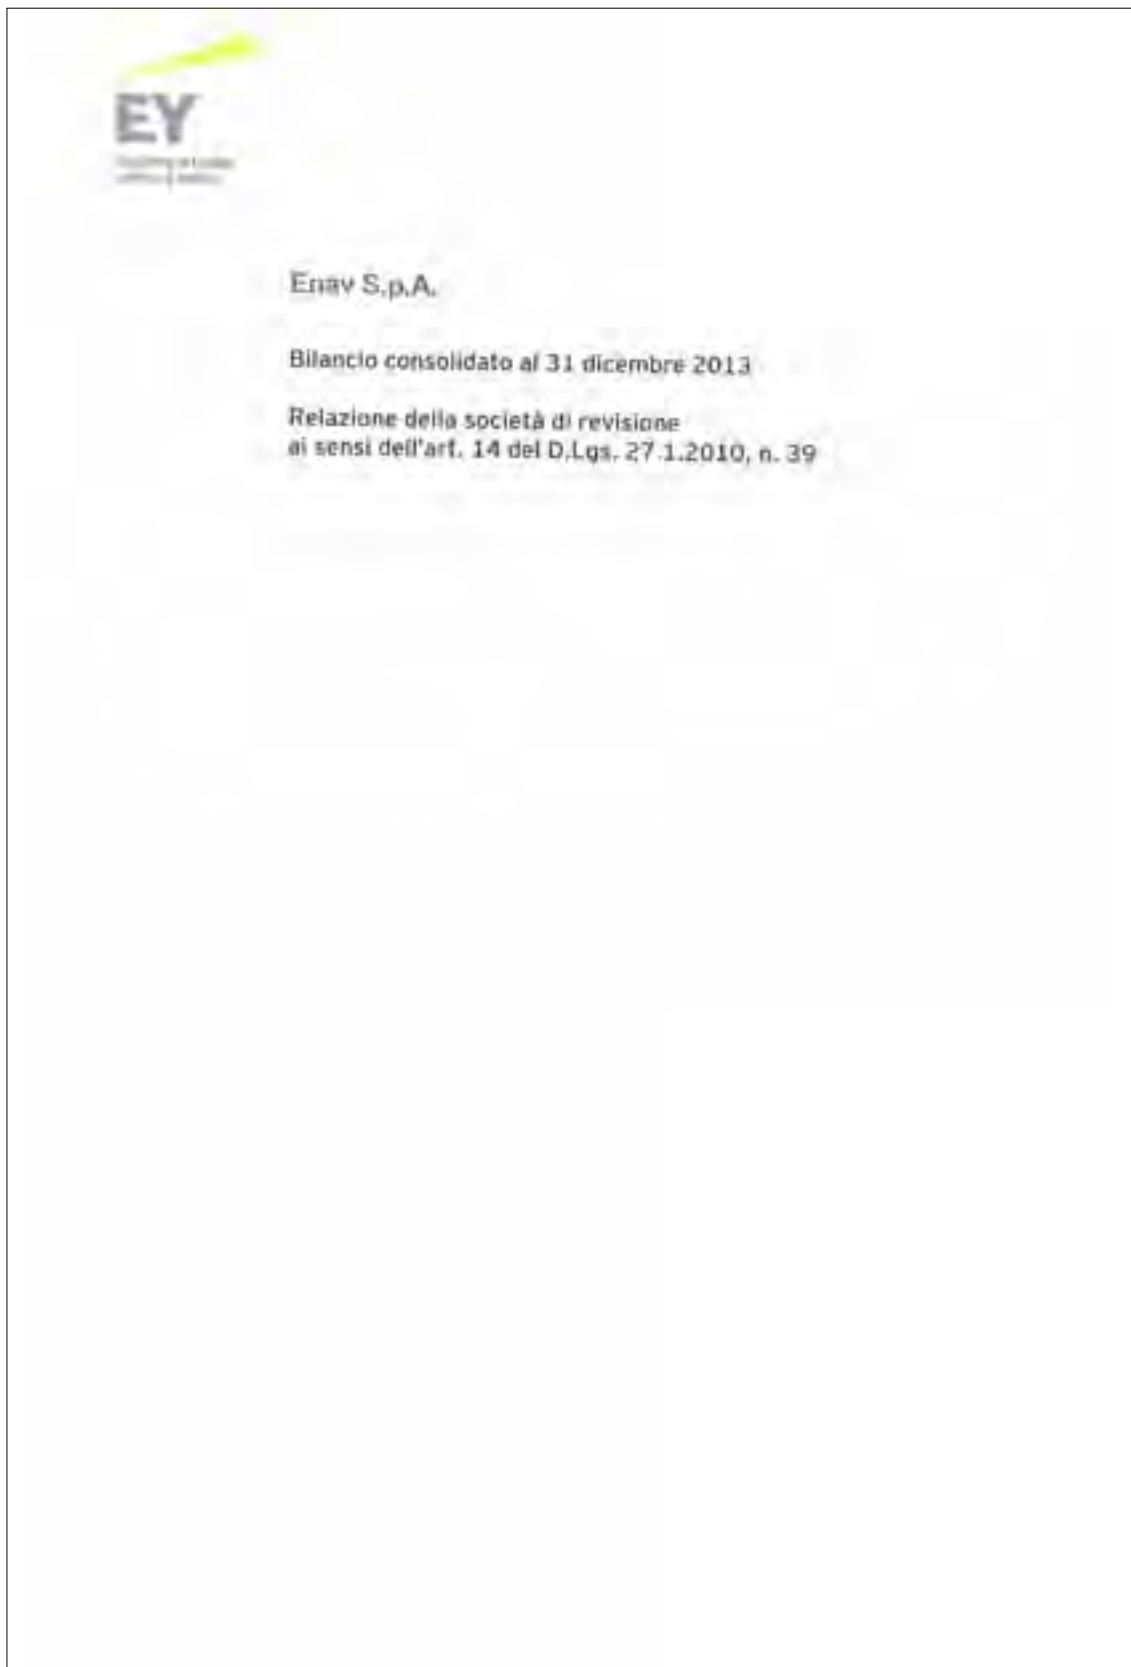 EY
Enav S.p.A.
Bilancio consolidato al 31 dicembre 2013
Relazione della società di revisione
ai sensi dell'art. 14 del D.Lgs. 27.1.2010, n. 39